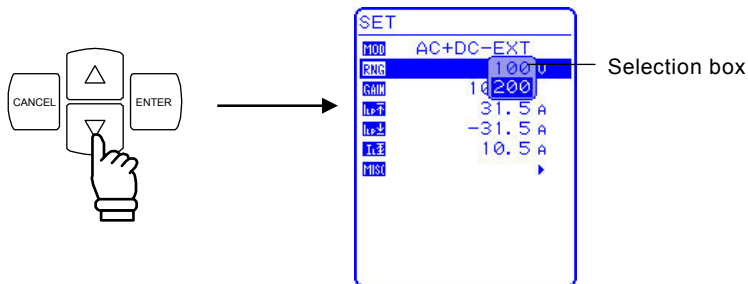 SET
MOD AC+DC-EXT
RNG 100 V
200
GAIN 10
31.5 A
-31.5 A
10.5 A
MISC
Selection box
CANCEL
ENTER